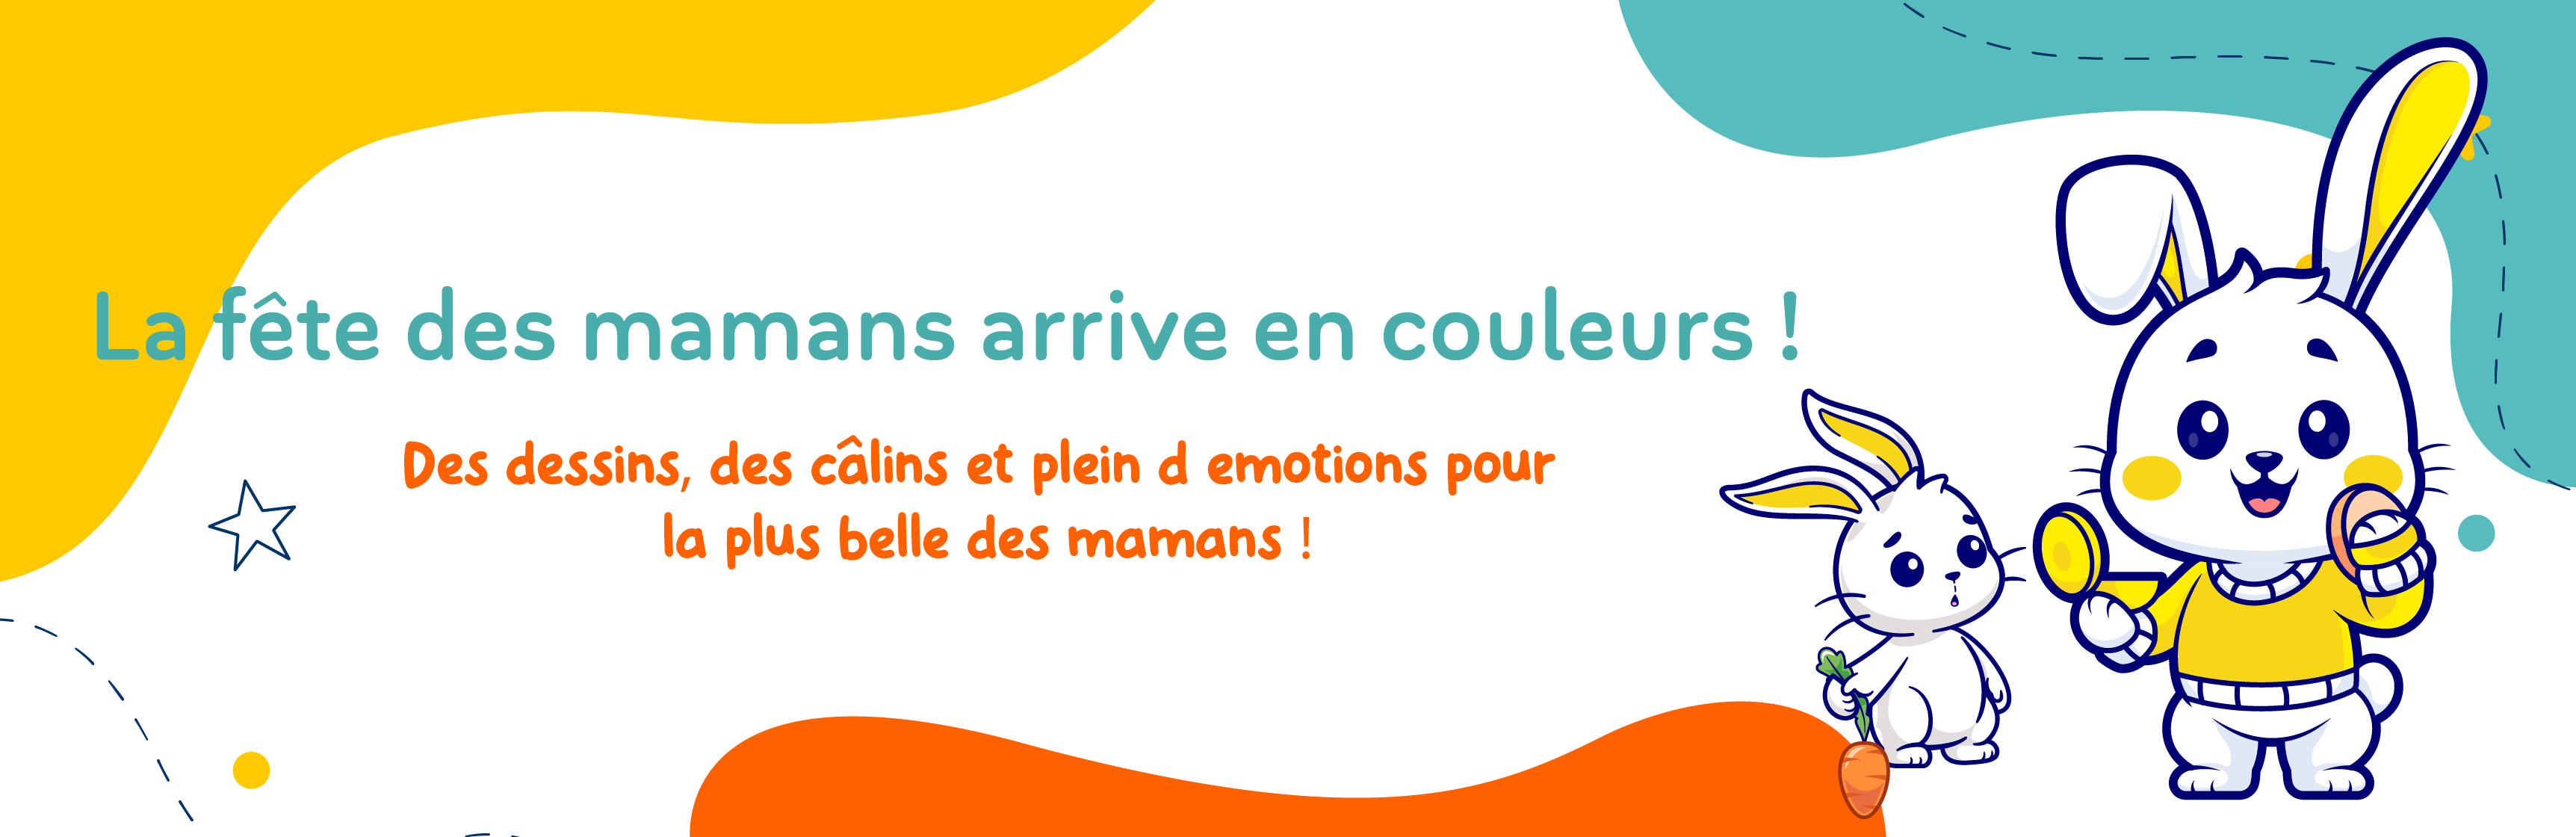 La fête des mamans arrive en couleurs !
Des dessins, des câlins et plein d emotions pour
la plus belle des mamans !